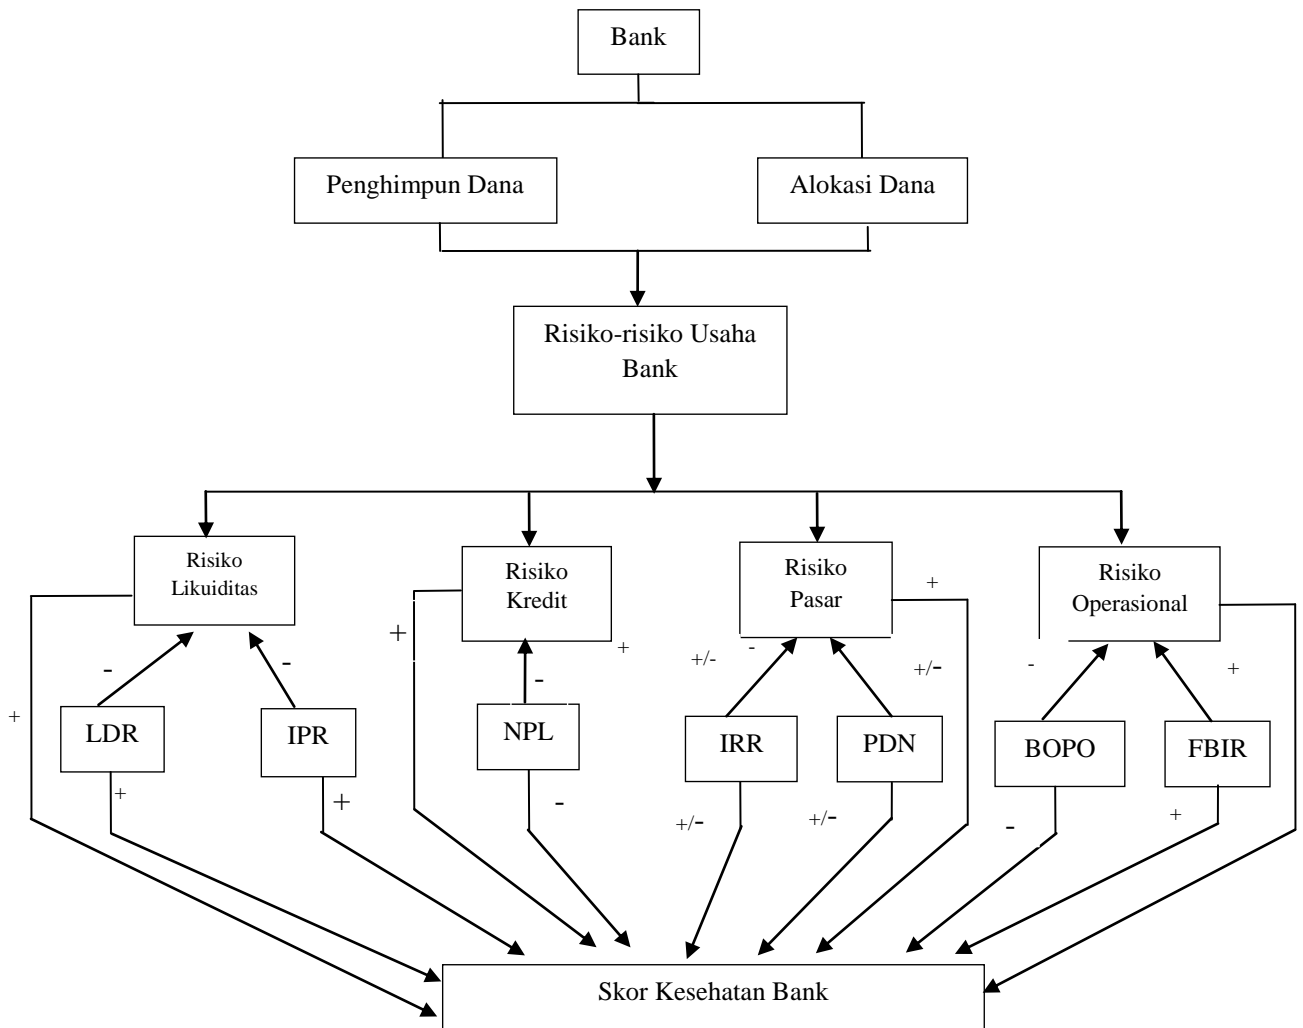 Bank
Penghimpun Dana
Alokasi Dana
Risiko-risiko Usaha
Bank
Risiko
Likuiditas
Risiko
Kredit
Risiko
Pasar
Risiko
Operasional
+
+
+
-
-
-
+/-
-
+/-
-
+
+
LDR
IPR
NPL
IRR
PDN
BOPO
FBIR
+
+
-
+/-
+/-
-
+
Skor Kesehatan Bank